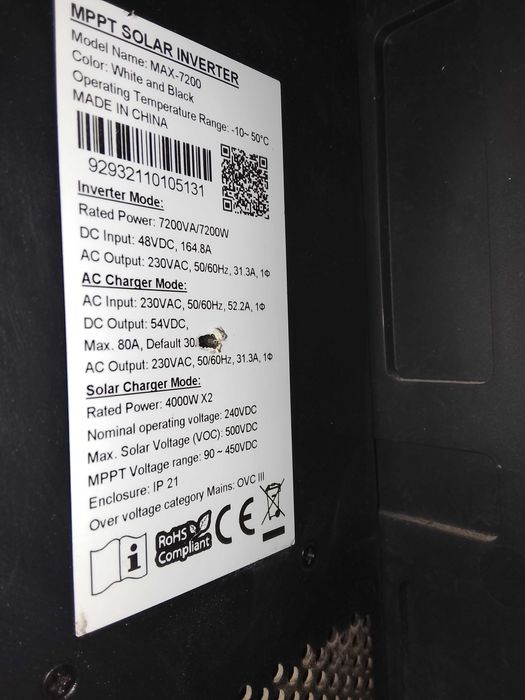 MPPT SOLAR INVERTER
Model Name: MAX-7200
Color: White and Black
Operating Temperature Range: -10~ 50°C
MADE IN CHINA
92932110105131
Inverter Mode:
Rated Power: 7200VA/7200W
DC Input: 48VDC, 164.8A
AC Output: 230VAC, 50/60Hz, 31.3A, 1Φ
AC Charger Mode:
AC Input: 230VAC, 50/60Hz, 52.2A, 1Φ
DC Output: 54VDC,
Max. 80A, Default 30
AC Output: 230VAC, 50/60Hz, 31.3A, 1Φ
Solar Charger Mode:
Rated Power: 4000W X2
Nominal operating voltage: 240VDC
Max. Solar Voltage (VOC): 500VDC
MPPT Voltage range: 90 ~ 450VDC
Enclosure: IP 21
Over voltage category Mains: OVC III
i RoHS Compliant CE